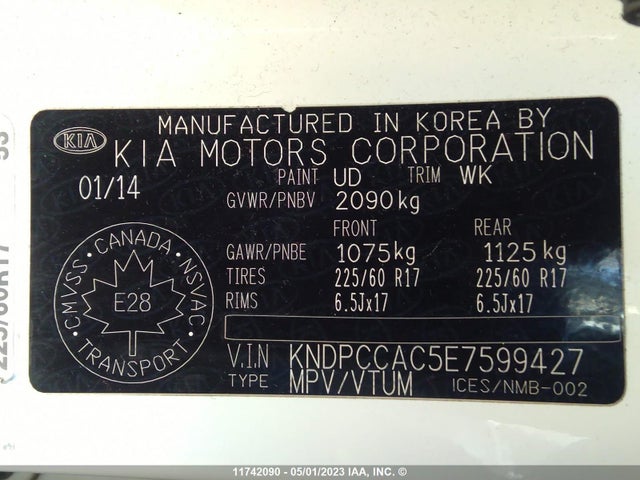 MANUFACTURED IN KOREA BY
KIA
KIA MOTORS CORPORATION
01/14
PAINT UD TRIM WK
GVWR/PNBV 2090kg
FRONT REAR
GAWR/PNBE 1075kg 1125kg
TIRES 225/60 R17 225/60 R17
RIMS 6.5Jx17 6.5Jx17
CMVSS • CANADA • NSVAC
E28
TRANSPORT
V.I.N KNDPCCAC5E7599427
TYPE MPV/VTUM ICES/NMB-002
225/60R17
11742090 - 05/01/2023 IAA, INC. ©